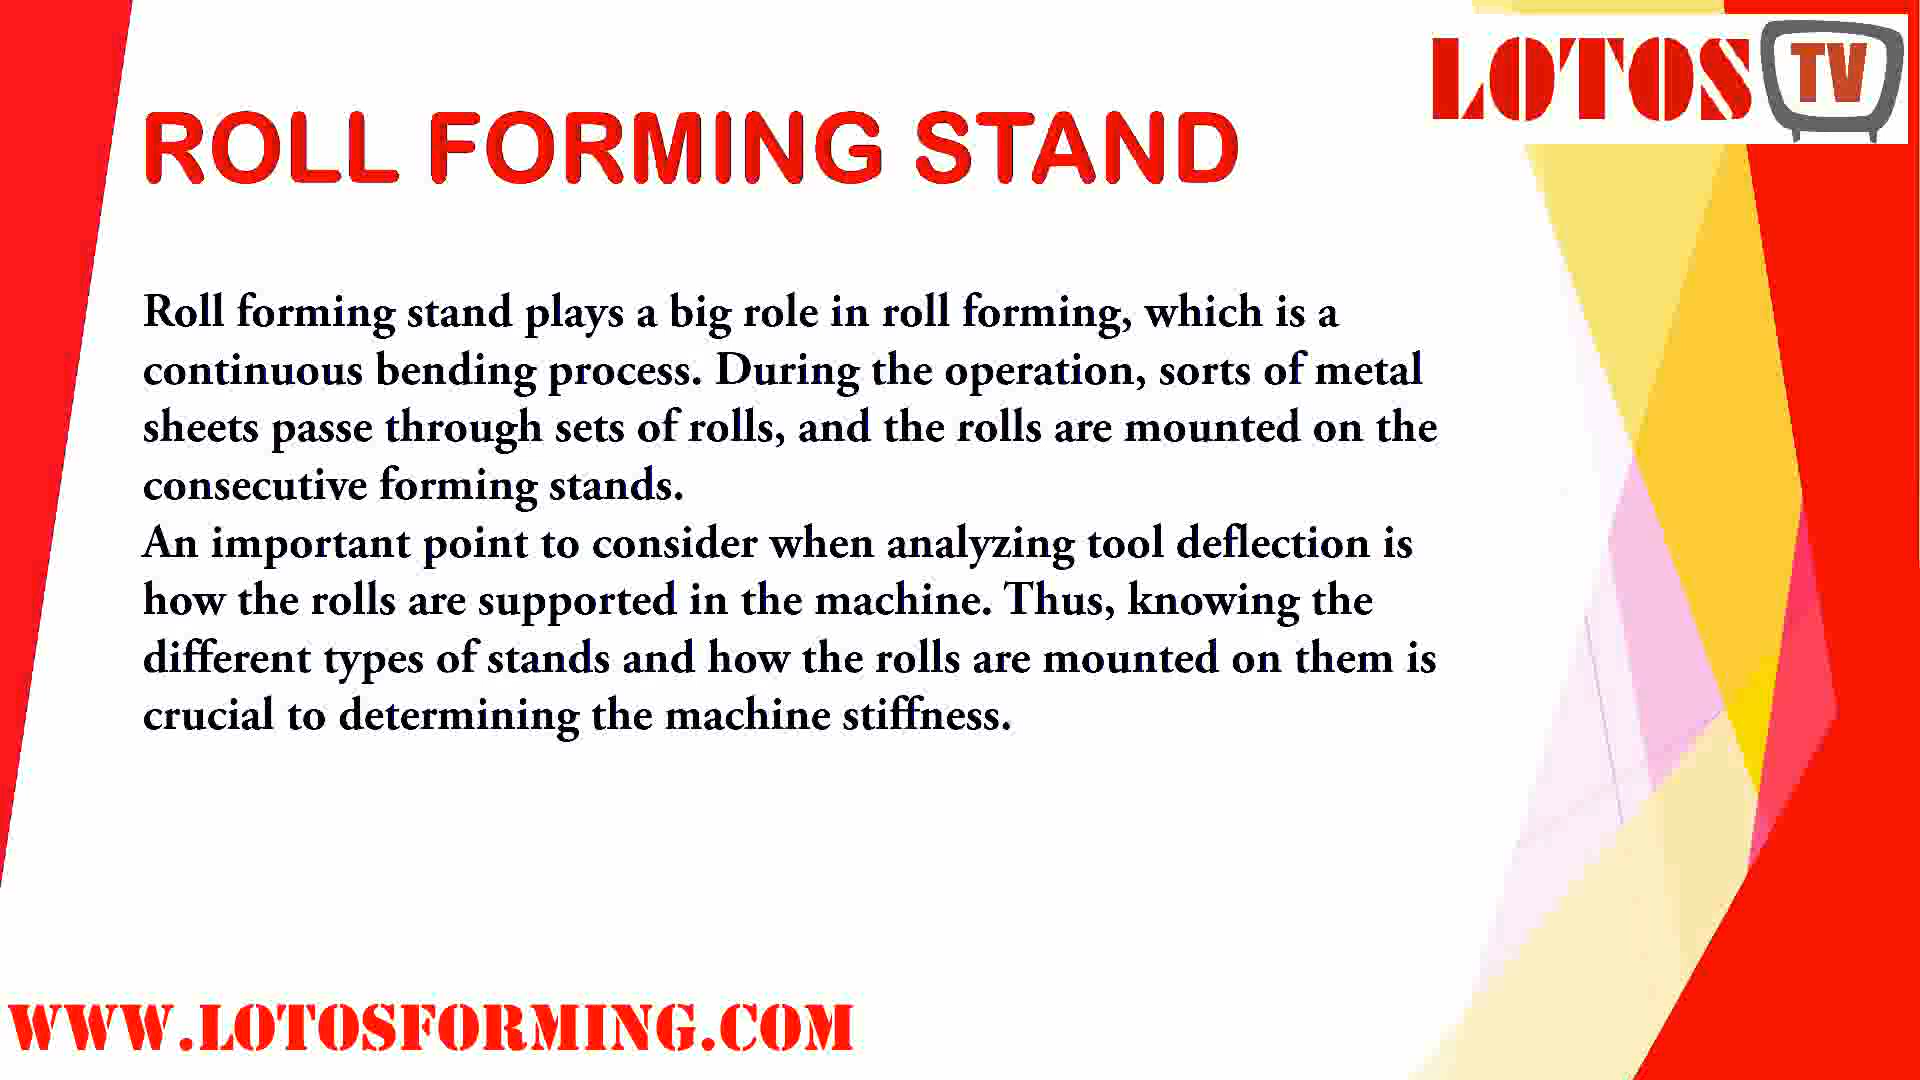 LOTOS TV
ROLL FORMING STAND
Roll forming stand plays a big role in roll forming, which is a
continuous bending process. During the operation, sorts of metal
sheets passe through sets of rolls, and the rolls are mounted on the
consecutive forming stands.
An important point to consider when analyzing tool deflection is
how the rolls are supported in the machine. Thus, knowing the
different types of stands and how the rolls are mounted on them is
crucial to determining the machine stiffness.
WWW.LOTOSFORMING.COM